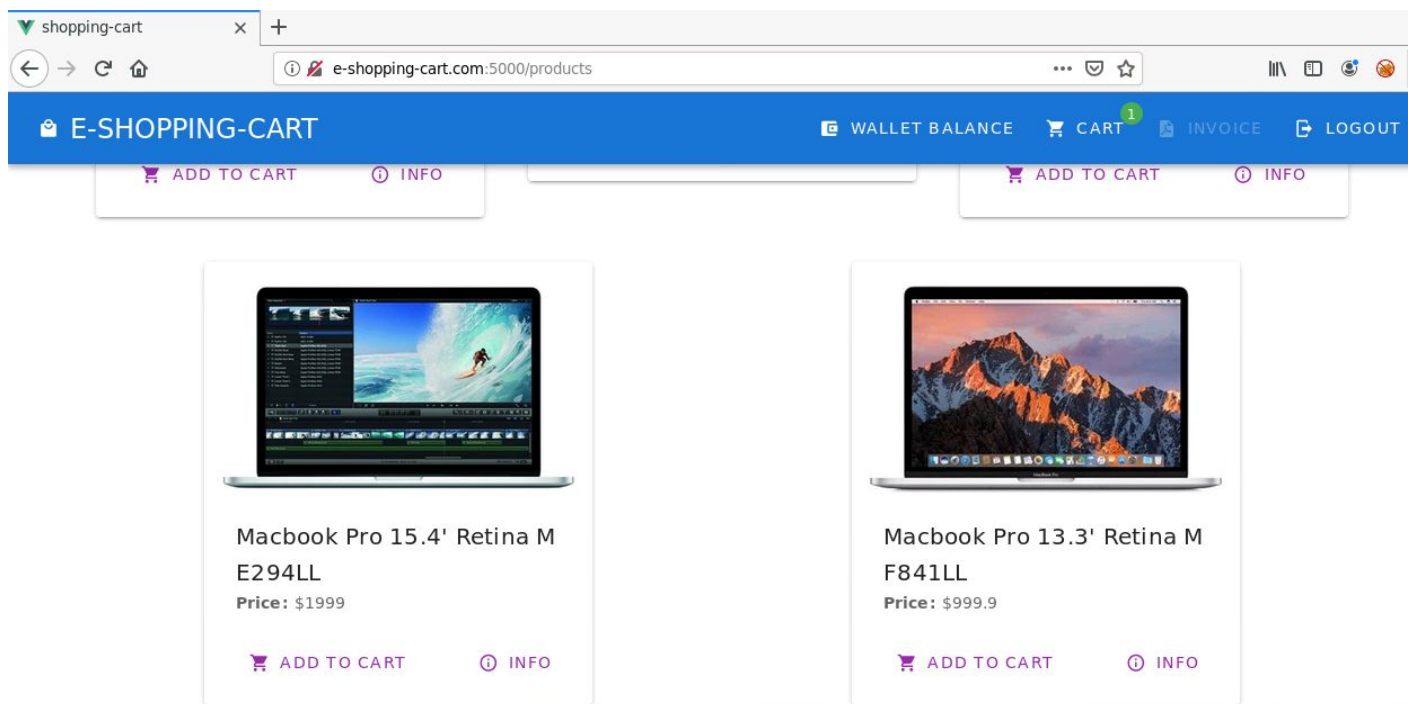 shopping-cart
e-shopping-cart.com:5000/products
E-SHOPPING-CART
WALLET BALANCE
CART
1
INVOICE
LOGOUT
ADD TO CART
INFO
ADD TO CART
INFO
Macbook Pro 15.4' Retina M
E294LL
Price: $1999
ADD TO CART
INFO
Macbook Pro 13.3' Retina M
F841LL
Price: $999.9
ADD TO CART
INFO